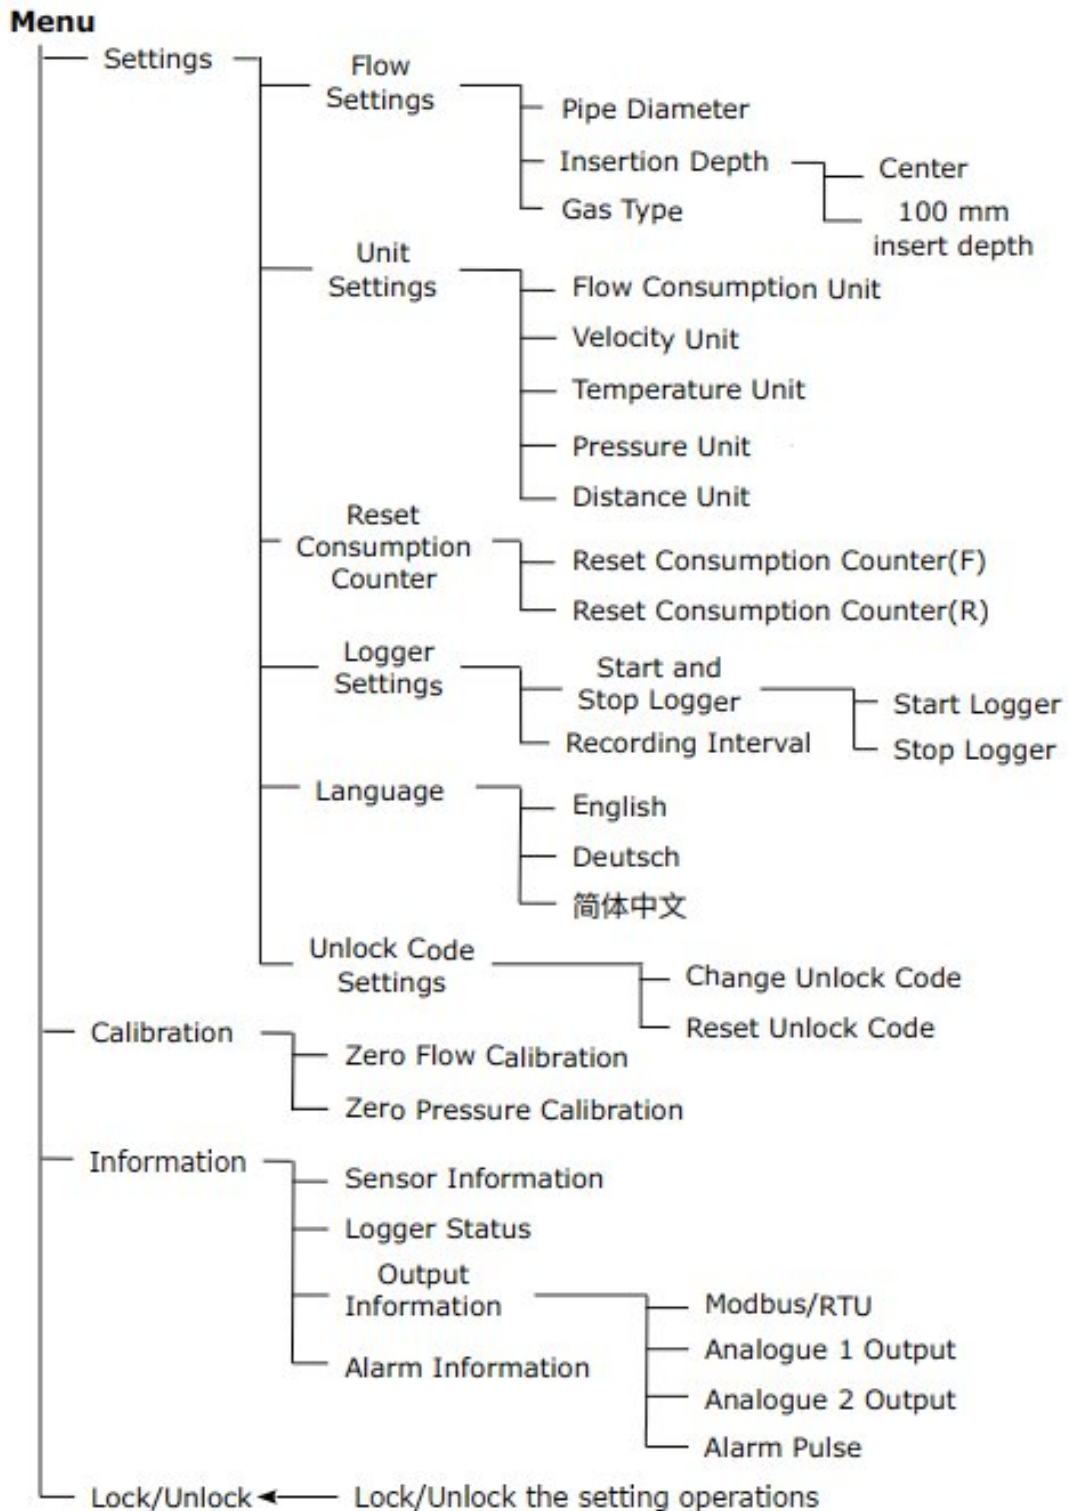 Menu
Settings
Flow
Settings
Pipe Diameter
Insertion Depth
Center
100 mm
insert depth
Gas Type
Unit
Settings
Flow Consumption Unit
Velocity Unit
Temperature Unit
Pressure Unit
Distance Unit
Reset
Consumption
Counter
Reset Consumption Counter(F)
Reset Consumption Counter(R)
Logger
Settings
Start and
Stop Logger
Start Logger
Stop Logger
Recording Interval
Language
English
Deutsch
简体中文
Unlock Code
Settings
Change Unlock Code
Reset Unlock Code
Calibration
Zero Flow Calibration
Zero Pressure Calibration
Information
Sensor Information
Logger Status
Output
Information
Modbus/RTU
Analogue 1 Output
Analogue 2 Output
Alarm Pulse
Alarm Information
Lock/Unlock
Lock/Unlock the setting operations